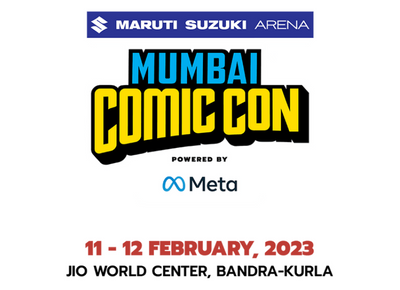 MARUTI SUZUKI ARENA
MUMBAI
COMIC CON
POWERED BY
Meta
11 - 12 FEBRUARY, 2023
JIO WORLD CENTER, BANDRA-KURLA